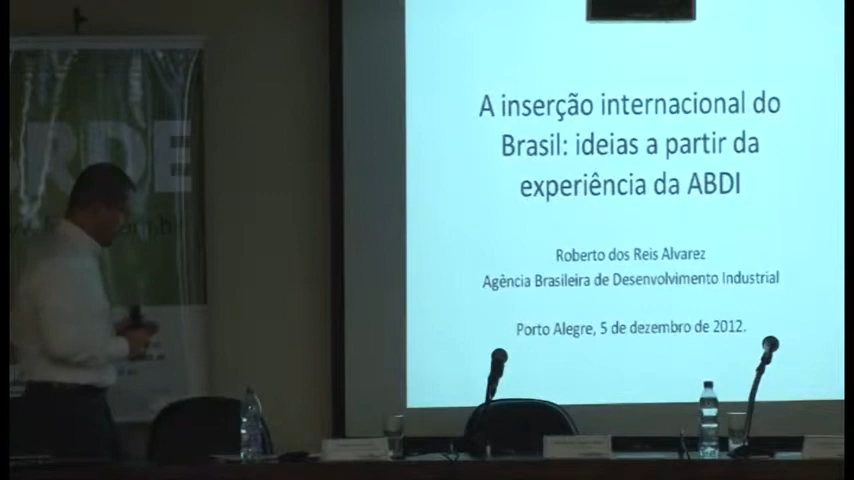 BRDE
A inserção internacional do
Brasil: ideias a partir da
experiência da ABDI
Roberto dos Reis Alvarez
Agência Brasileira de Desenvolvimento Industrial
Porto Alegre, 5 de dezembro de 2012.